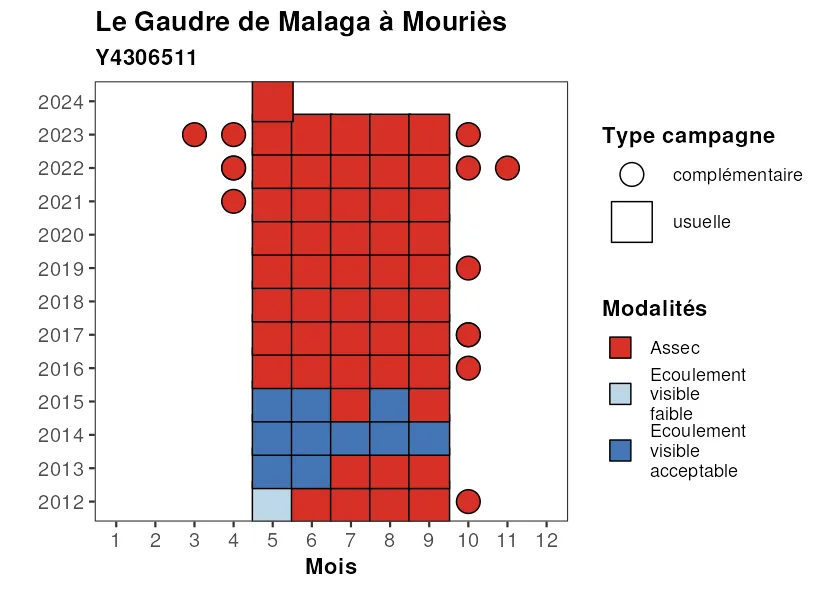 Le Gaudre de Malaga à Mouriès
Y4306511
2024
2023
2022
2021
2020
2019
2018
2017
2016
2015
2014
2013
2012
1 2 3 4 5 6 7 8 9 10 11 12
Mois
Type campagne
complémentaire
usuelle
Modalités
Assec
Ecoulement
visible
faible
Ecoulement
visible
acceptable